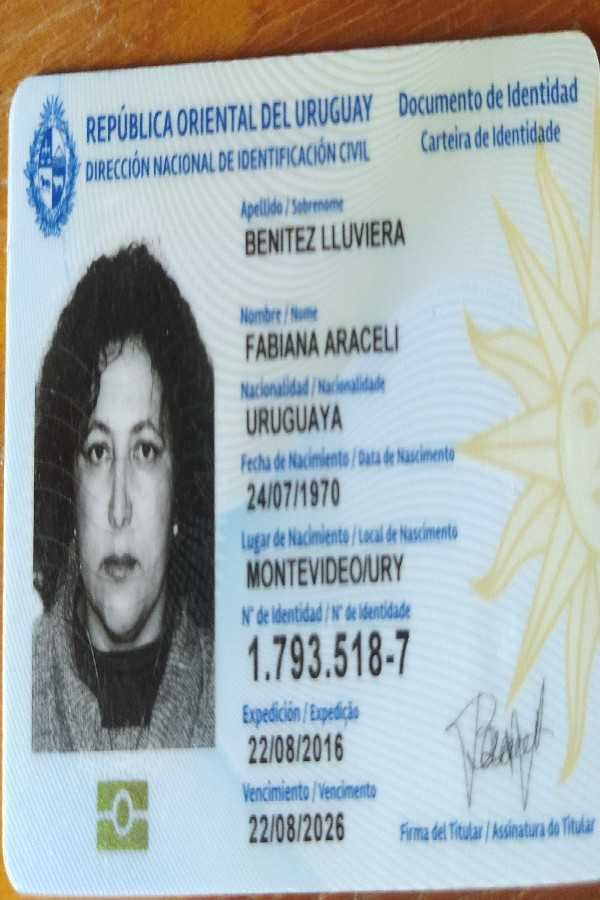 REPÚBLICA ORIENTAL DEL URUGUAY
DIRECCIÓN NACIONAL DE IDENTIFICACIÓN CIVIL
Documento de Identidad
Carteira de Identidade
Apellido / Sobrenome
BENITEZ LLUVIERA
Nombre / Nome
FABIANA ARACELI
Nacionalidad / Nacionalidade
URUGUAYA
Fecha de Nacimiento / Data de Nascimento
24/07/1970
Lugar de Nacimiento / Local de Nascimento
MONTEVIDEO/URY
N° de Identidad / N° de Identidade
1.793.518-7
Expedición / Expedição
22/08/2016
Vencimiento / Vencimento
22/08/2026
Firma del Titular / Assinatura do Titular